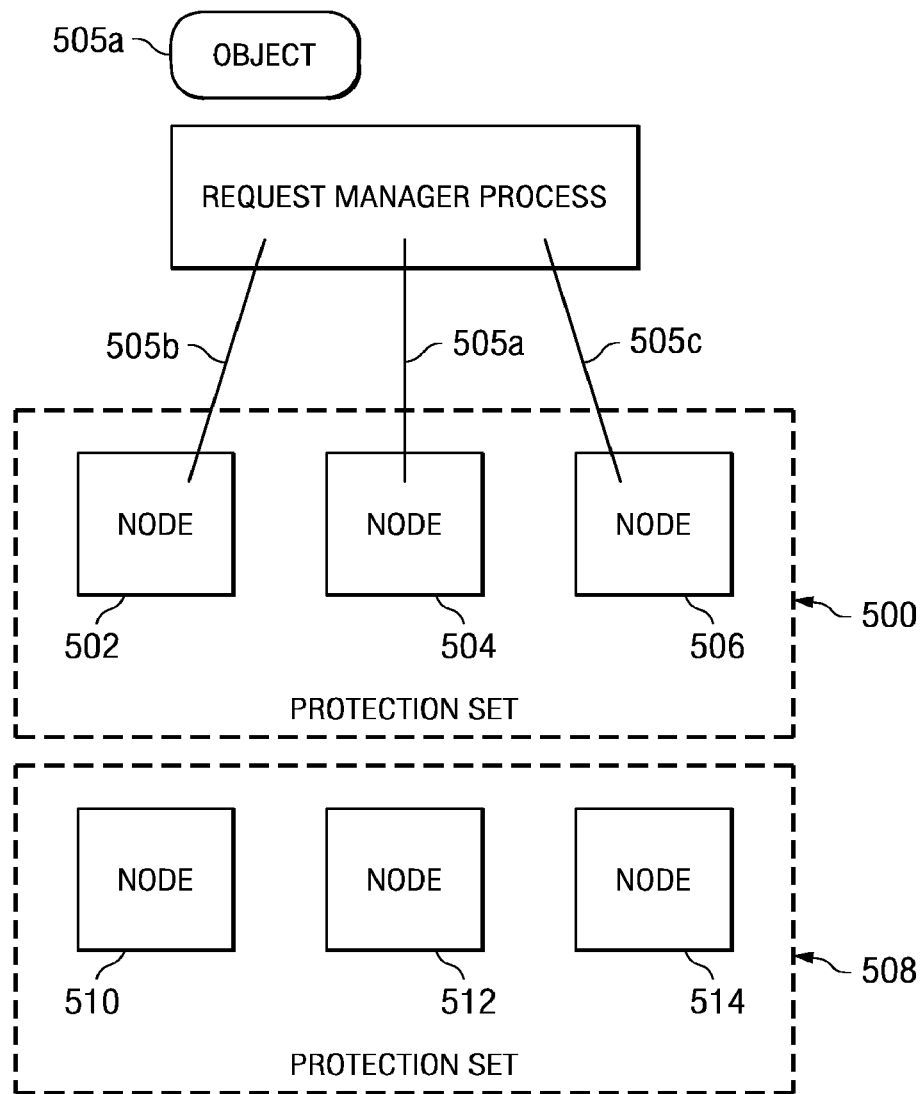 505a
OBJECT
REQUEST MANAGER PROCESS
505b
505a
505c
NODE
NODE
NODE
502
504
506
500
PROTECTION SET
NODE
NODE
NODE
510
512
514
508
PROTECTION SET